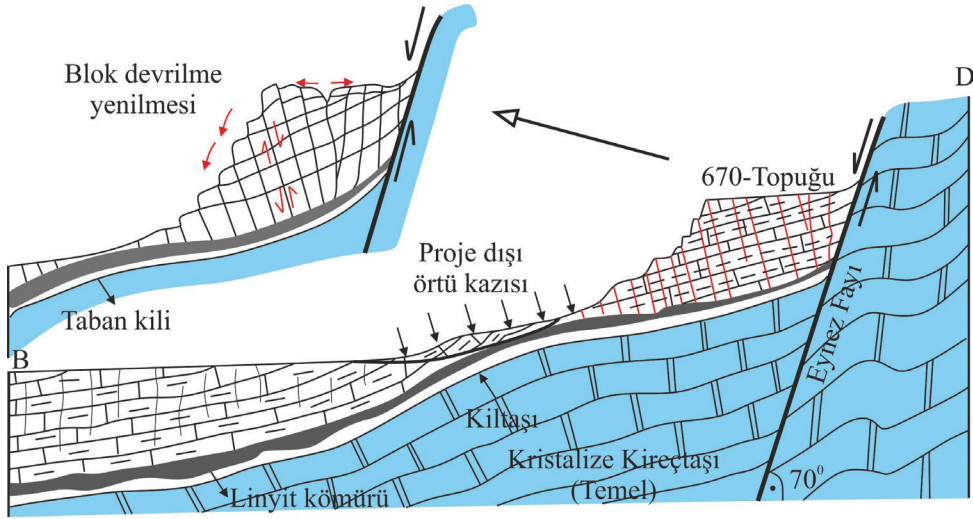 Blok devrilme
yenilmesi
D
670-Topuğu
Proje dışı
örtü kazısı
Taban kili
B
Eynez Fayı
Kiltaşı
Kristalize Kireçtaşı
(Temel)
70⁰
Linyit kömürü